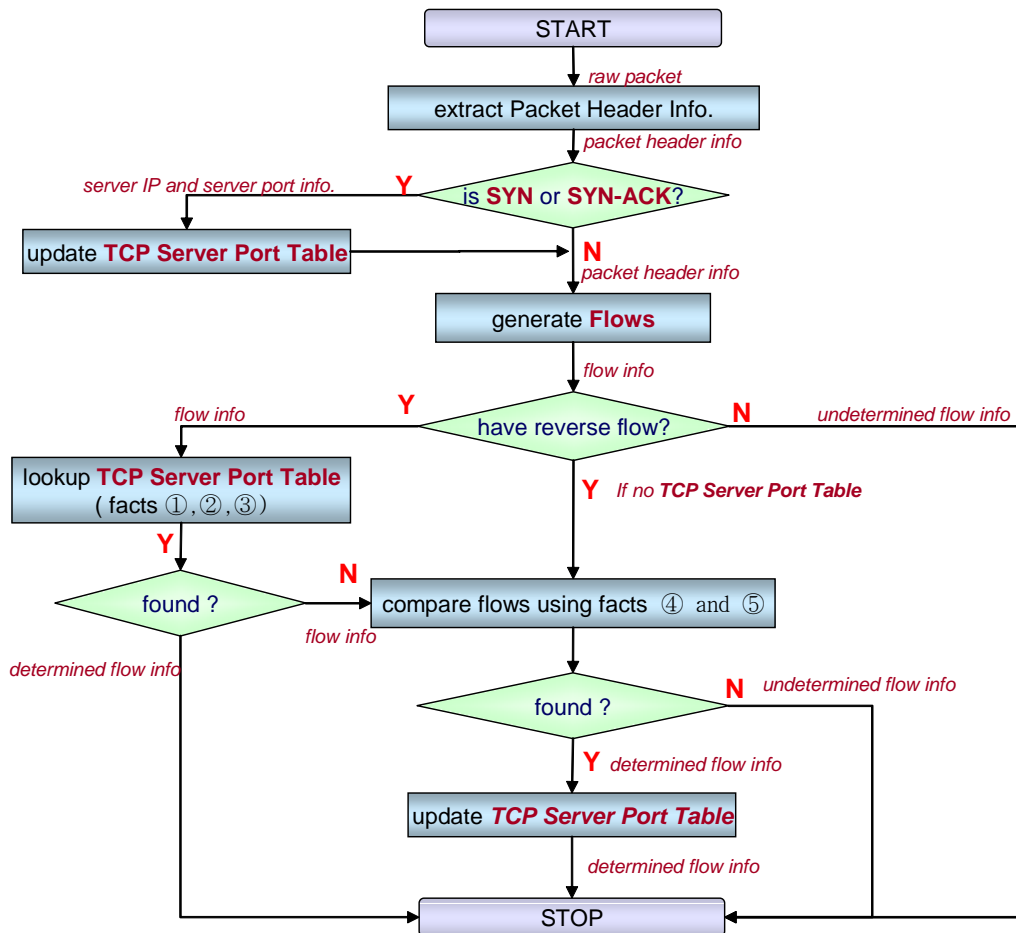 START
raw packet
extract Packet Header Info.
packet header info
server IP and server port info.
Y
is SYN or SYN-ACK?
update TCP Server Port Table
N
packet header info
generate Flows
flow info
flow info
Y
have reverse flow?
N
undetermined flow info
lookup TCP Server Port Table
( facts ①,②,③)
Y
If no TCP Server Port Table
Y
found ?
N
flow info
compare flows using facts ④ and ⑤
determined flow info
found ?
N
undetermined flow info
Y
determined flow info
update TCP Server Port Table
determined flow info
STOP